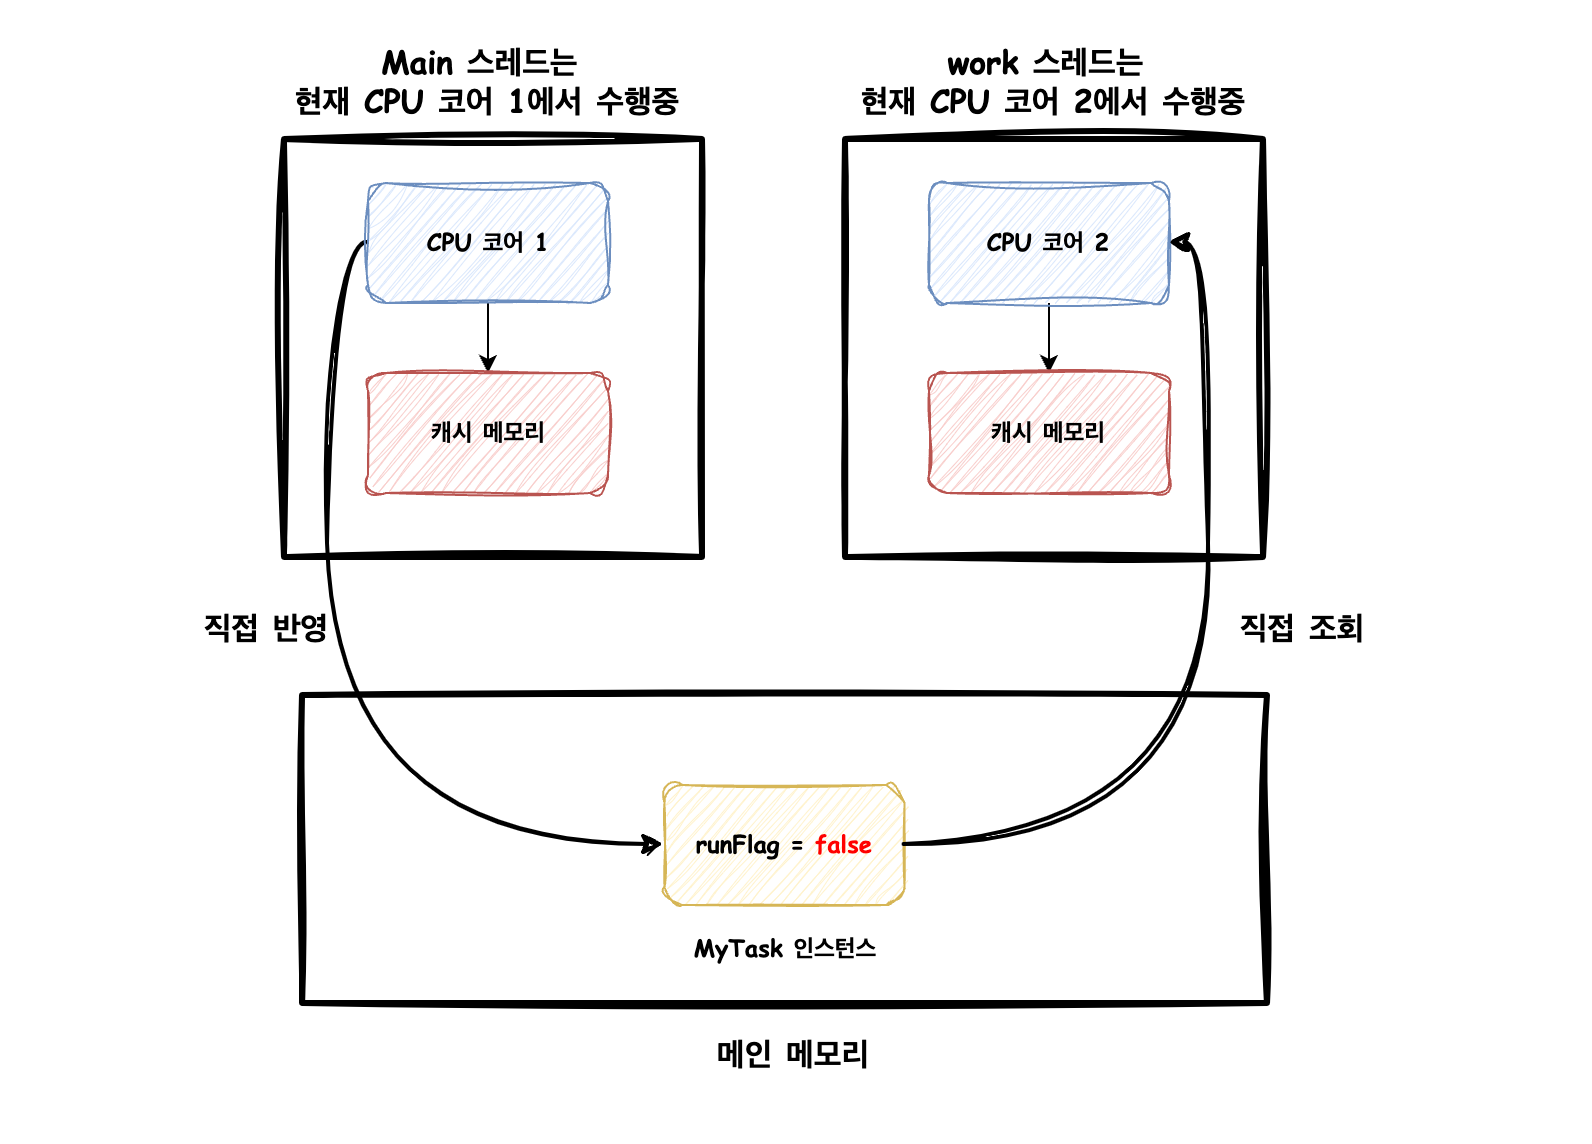 Main 스레드는
현재 CPU 코어 1에서 수행중
work 스레드는
현재 CPU 코어 2에서 수행중
CPU 코어 1
CPU 코어 2
캐시 메모리
캐시 메모리
직접 반영
직접 조회
runFlag = false
MyTask 인스턴스
메인 메모리